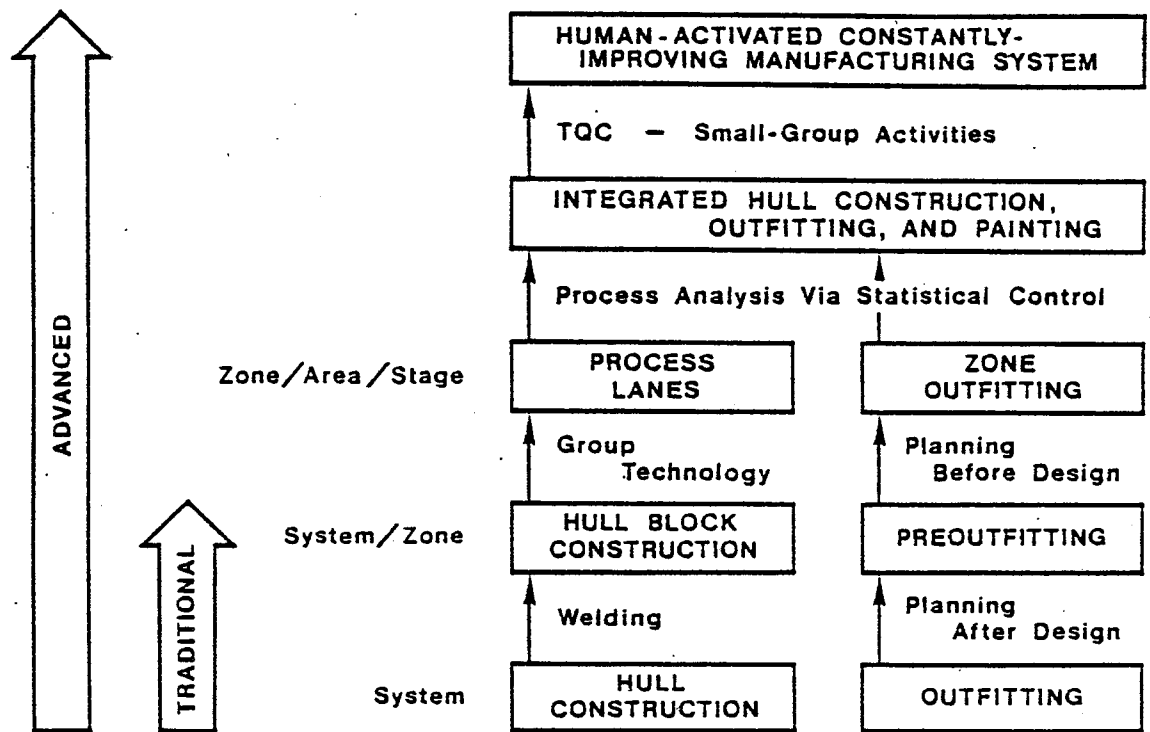 HUMAN-ACTIVATED CONSTANTLY-
IMPROVING MANUFACTURING SYSTEM
TQC — Small-Group Activities
INTEGRATED HULL CONSTRUCTION,
OUTFITTING, AND PAINTING
Process Analysis Via Statistical Control
ADVANCED
Zone/Area/Stage
PROCESS
LANES
ZONE
OUTFITTING
Group
Technology
Planning
Before Design
TRADITIONAL
System/Zone
HULL BLOCK
CONSTRUCTION
PREOUTFITTING
Welding
Planning
After Design
System
HULL
CONSTRUCTION
OUTFITTING